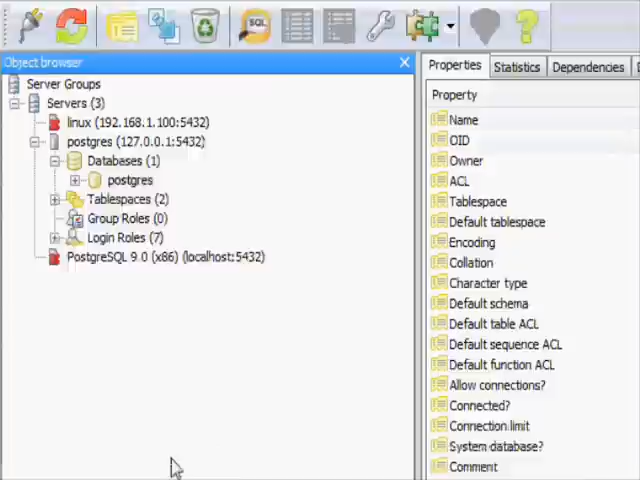 SQL
Object browser
Server Groups
Servers (3)
linux (192.168.1.100:5432)
postgres (127.0.0.1:5432)
Databases (1)
postgres
Tablespaces (2)
Group Roles (0)
Login Roles (7)
PostgreSQL 9.0 (x86) (localhost:5432)
Properties
Statistics
Dependencies
Property
Name
OID
Owner
ACL
Tablespace
Default tablespace
Encoding
Collation
Character type
Default schema
Default table ACL
Default sequence ACL
Default function ACL
Allow connections?
Connected?
Connection limit
System database?
Comment